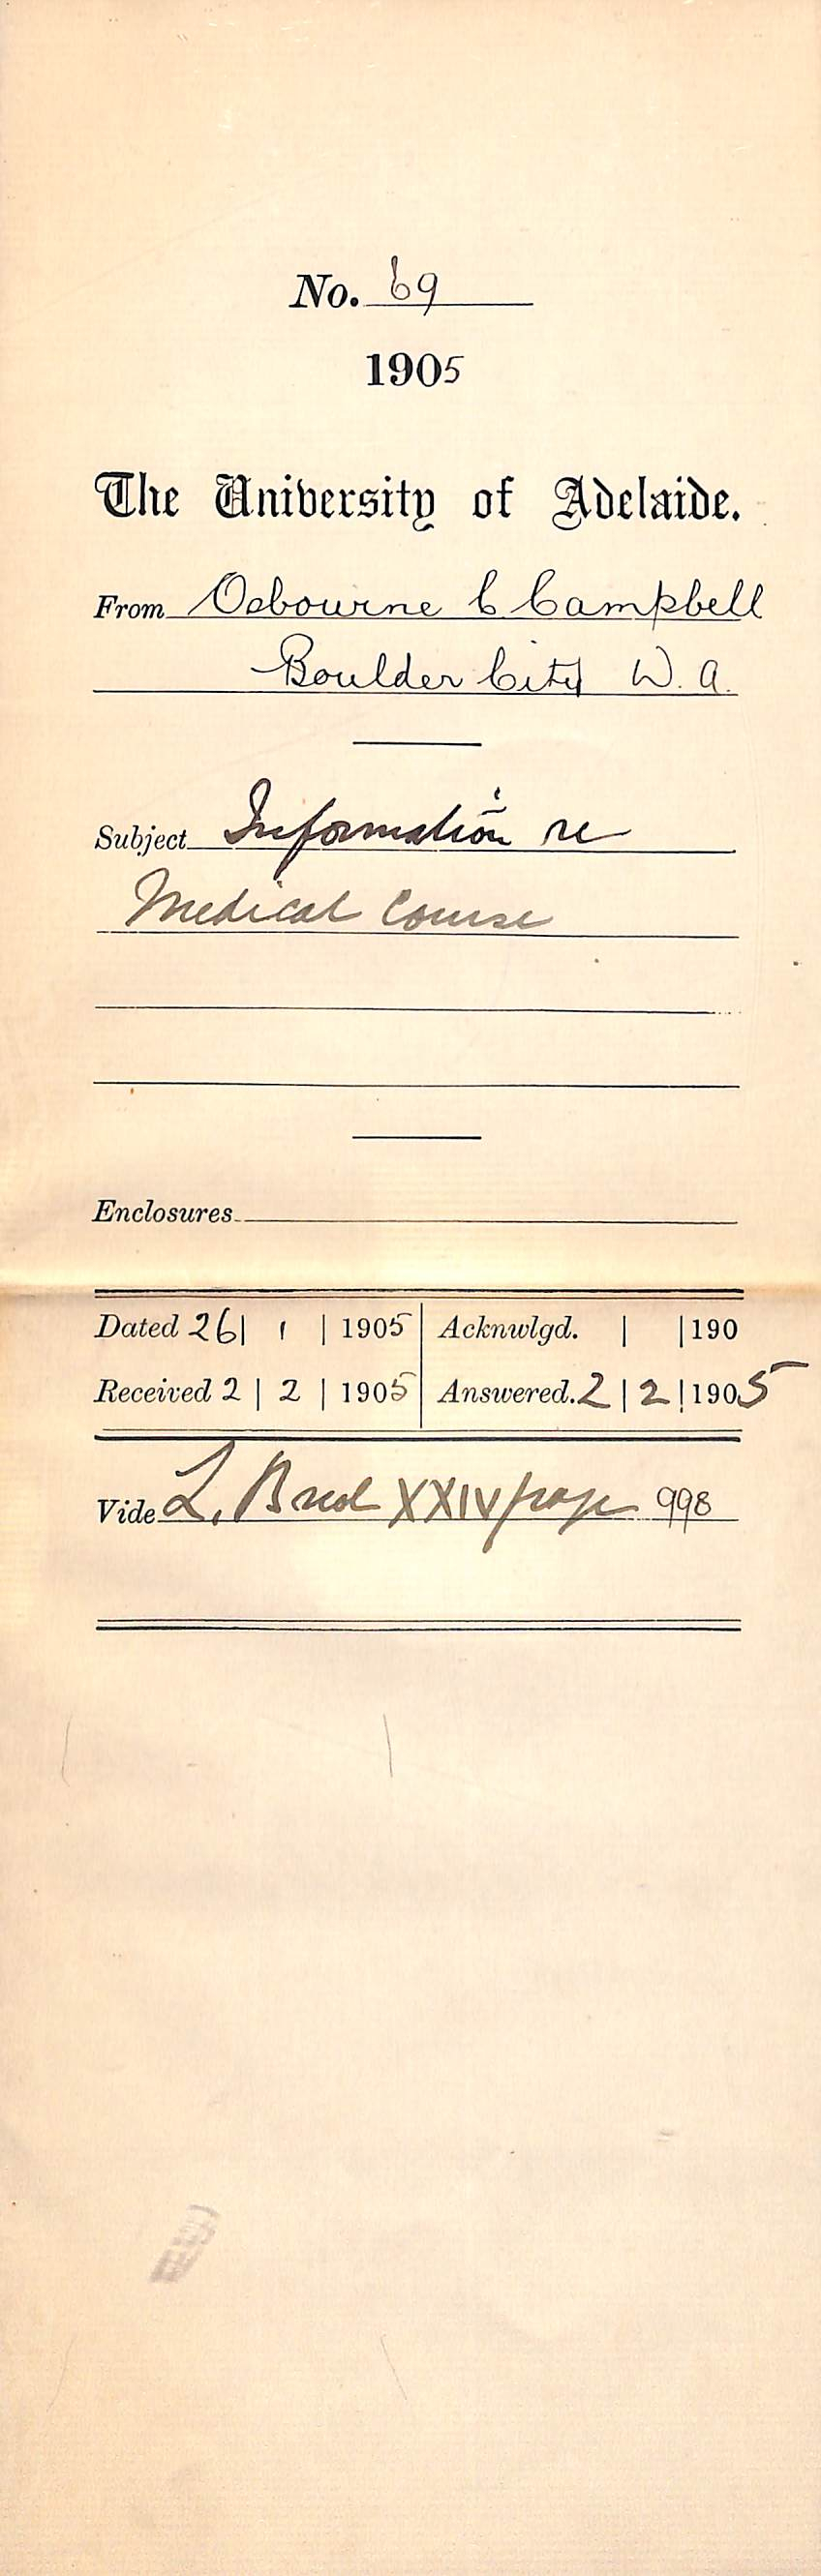 No. 69
1905
The University of Adelaide.
From Osbourne C Campbell
Boulder City W. A.
Subject Information re
Medical Course
Enclosures
Dated 26 | 1 | 1905 Acknwlgd. | | 190
Received 2 | 2 | 1905 Answered. 2 | 2 | 1905
Vide L. XXIV page 998